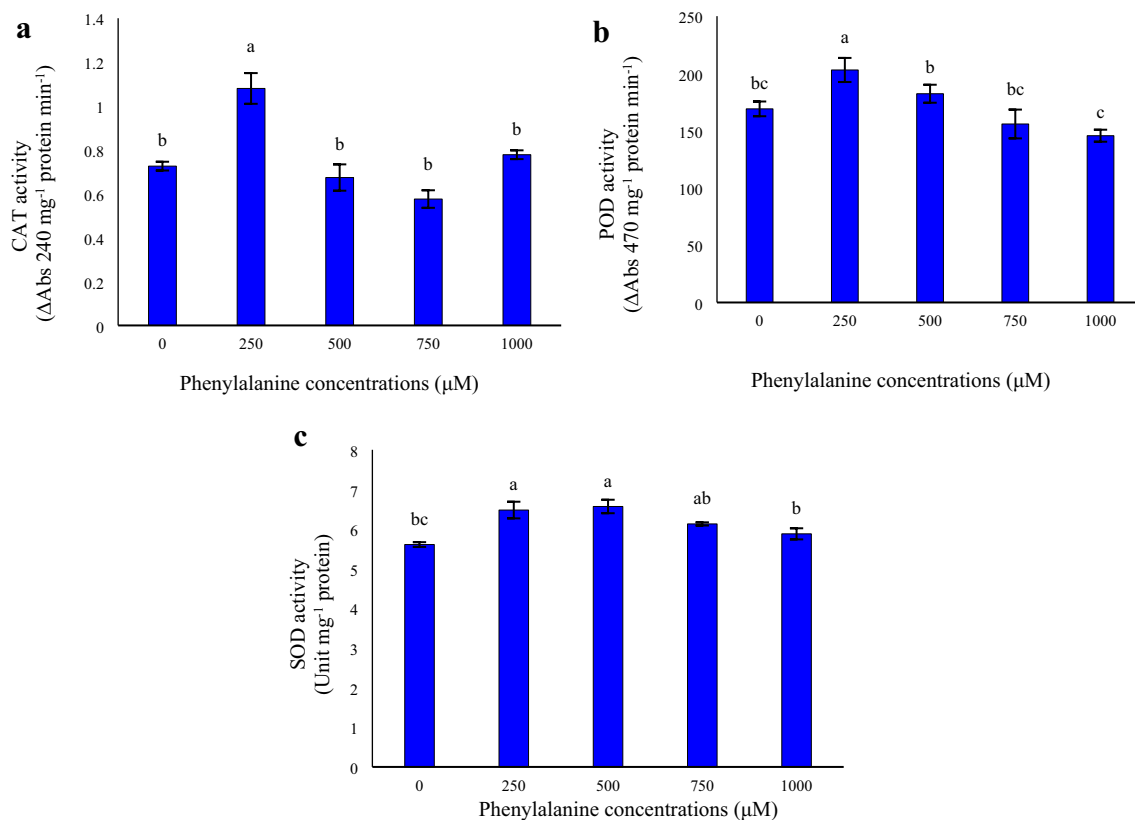 a
CAT activity
(ΔAbs 240 mg⁻¹ protein min⁻¹)
1.4
1.2
1
0.8
0.6
0.4
0.2
0
b
a
b
b
b
0
250
500
750
1000
Phenylalanine concentrations (μM)
b
POD activity
(ΔAbs 470 mg⁻¹ protein min⁻¹)
250
200
150
100
50
0
bc
a
b
bc
c
0
250
500
750
1000
Phenylalanine concentrations (μM)
c
SOD activity
(Unit mg⁻¹ protein)
8
7
6
5
4
3
2
1
0
bc
a
a
ab
b
0
250
500
750
1000
Phenylalanine concentrations (μM)